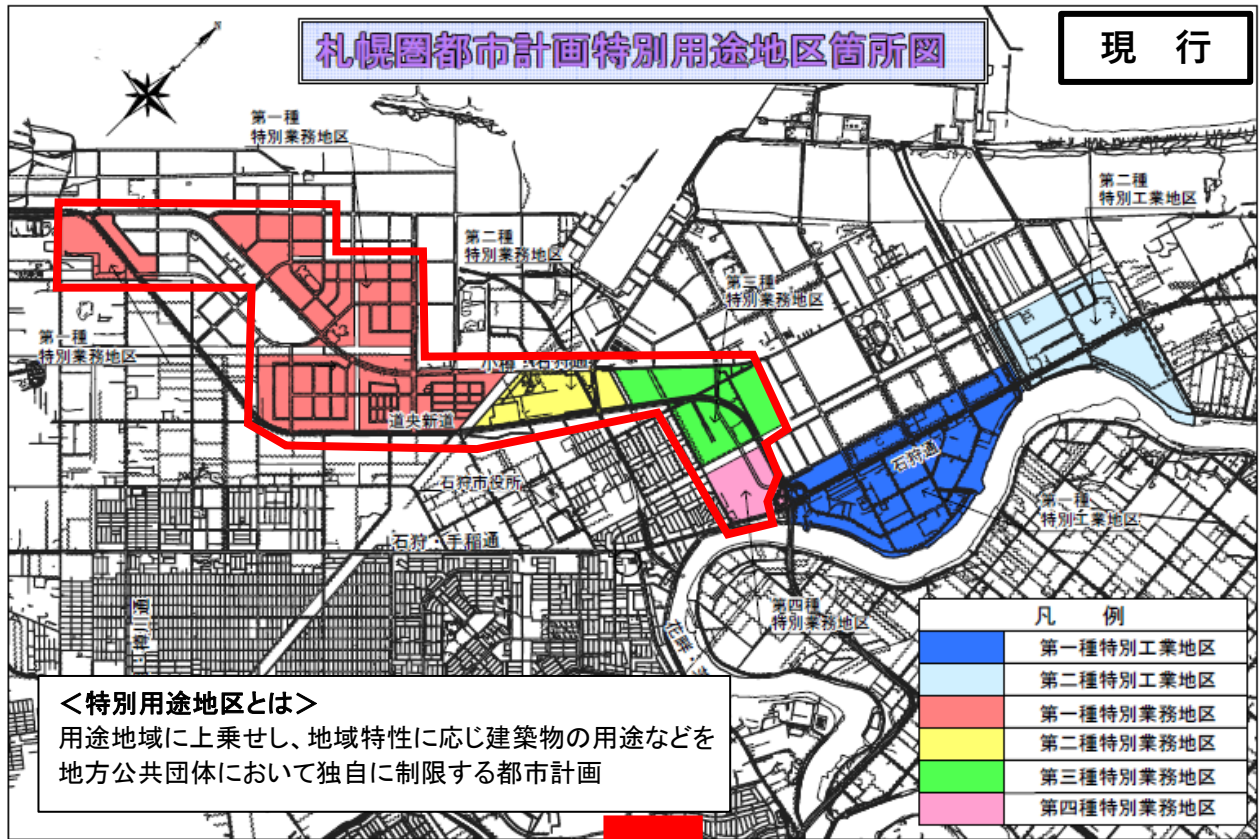 札幌圏都市計画特別用途地区箇所図
現 行
N
第一種
特別業務地区
第二種
特別工業地区
第二種
特別業務地区
第三種
特別業務地区
第一種
特別業務地区
小樽・石狩通
道央新道
石狩通
石狩市役所
第一種
特別工業地区
石狩・手稲通
第四種
特別業務地区
樽川通
花畔・
凡 例
第一種特別工業地区
第二種特別工業地区
第一種特別業務地区
第二種特別業務地区
第三種特別業務地区
第四種特別業務地区
＜特別用途地区とは＞
用途地域に上乗せし、地域特性に応じ建築物の用途などを
地方公共団体において独自に制限する都市計画